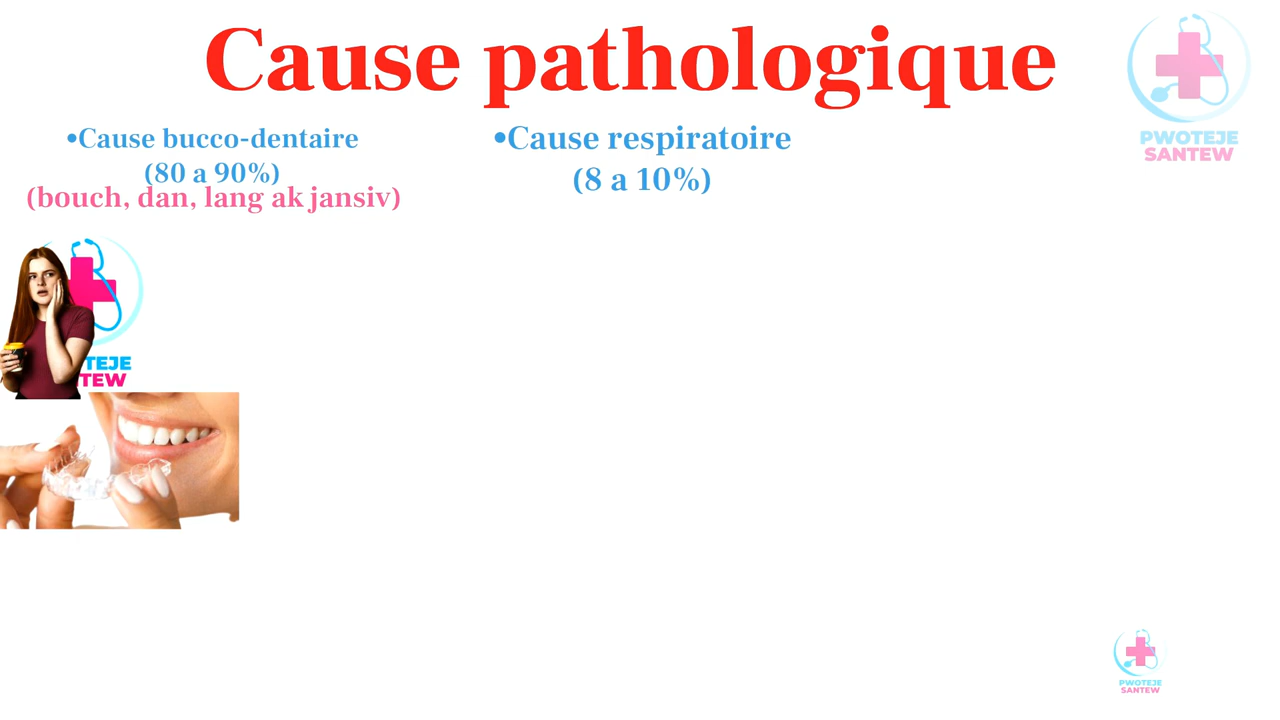 Cause pathologique
•Cause bucco-dentaire
(80 a 90%)
(bouch, dan, lang ak jansiv)
•Cause respiratoire
(8 a 10%)
PWOTEJE
SANTEW
TEJE
TEW
PWOTEJE
SANTEW